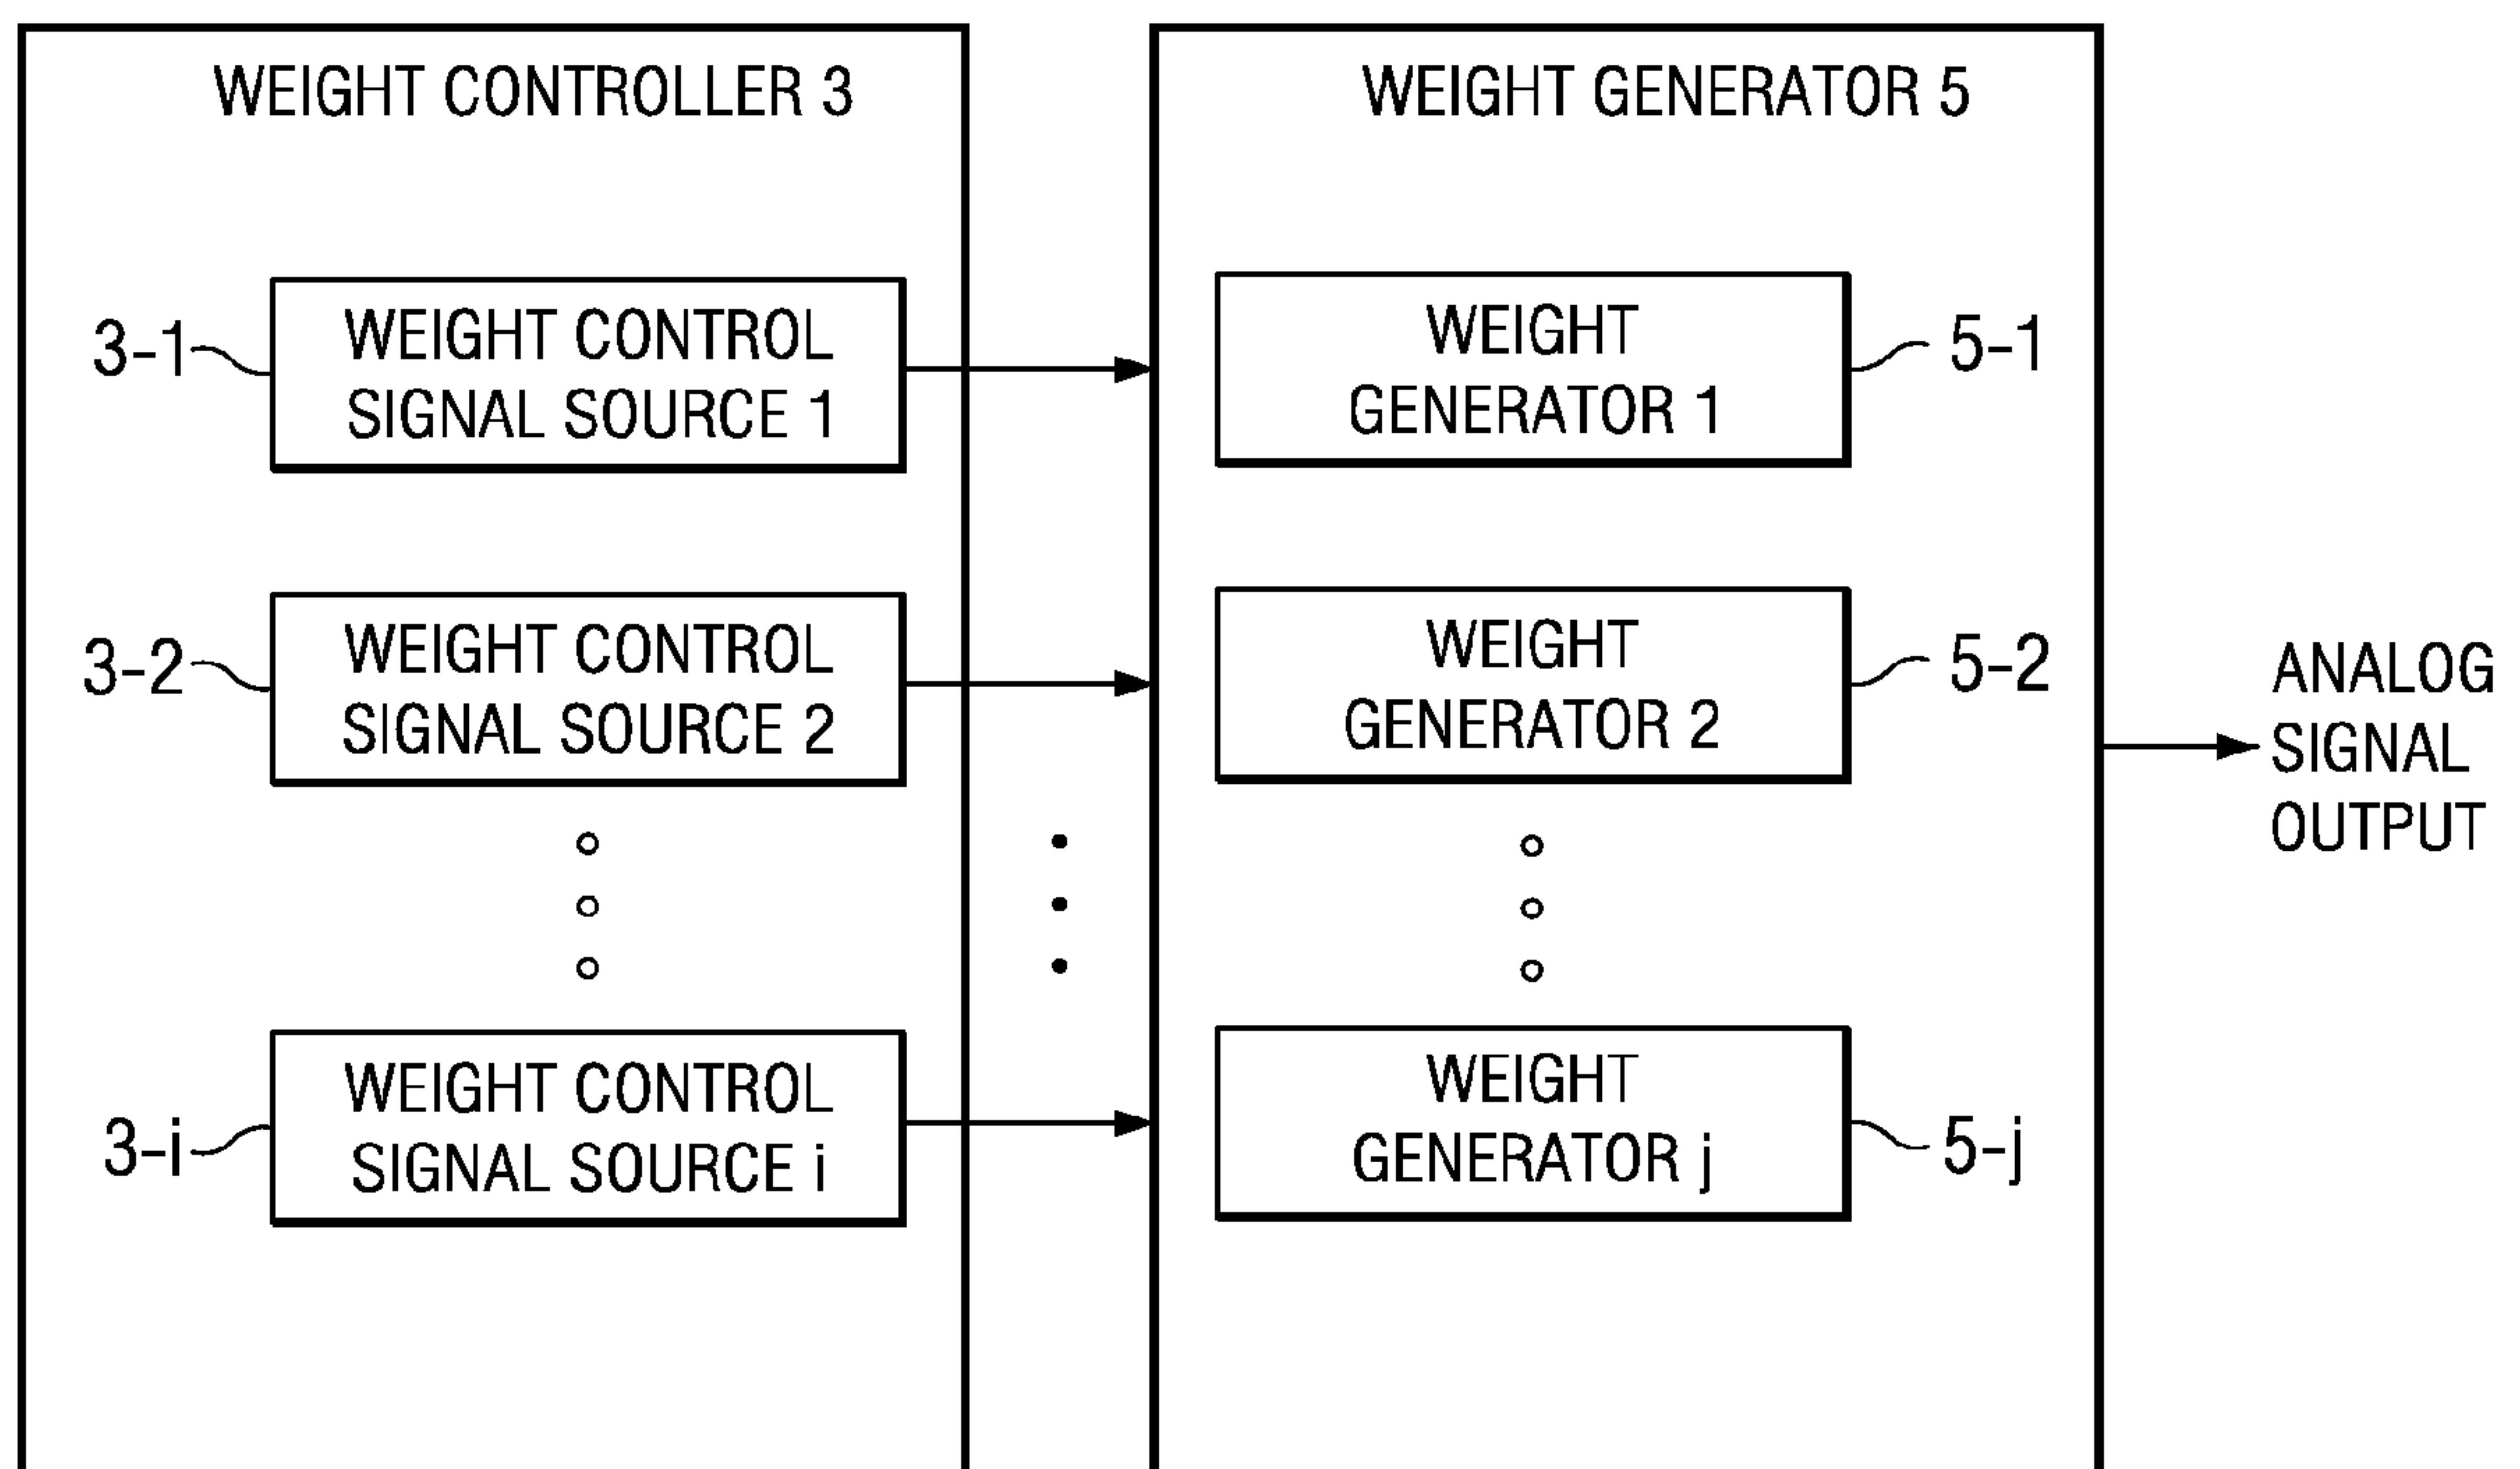 WEIGHT CONTROLLER 3
3-1
WEIGHT CONTROL
SIGNAL SOURCE 1
3-2
WEIGHT CONTROL
SIGNAL SOURCE 2
3-i
WEIGHT CONTROL
SIGNAL SOURCE i
WEIGHT GENERATOR 5
WEIGHT
GENERATOR 1
5-1
WEIGHT
GENERATOR 2
5-2
WEIGHT
GENERATOR j
5-j
ANALOG
SIGNAL
OUTPUT